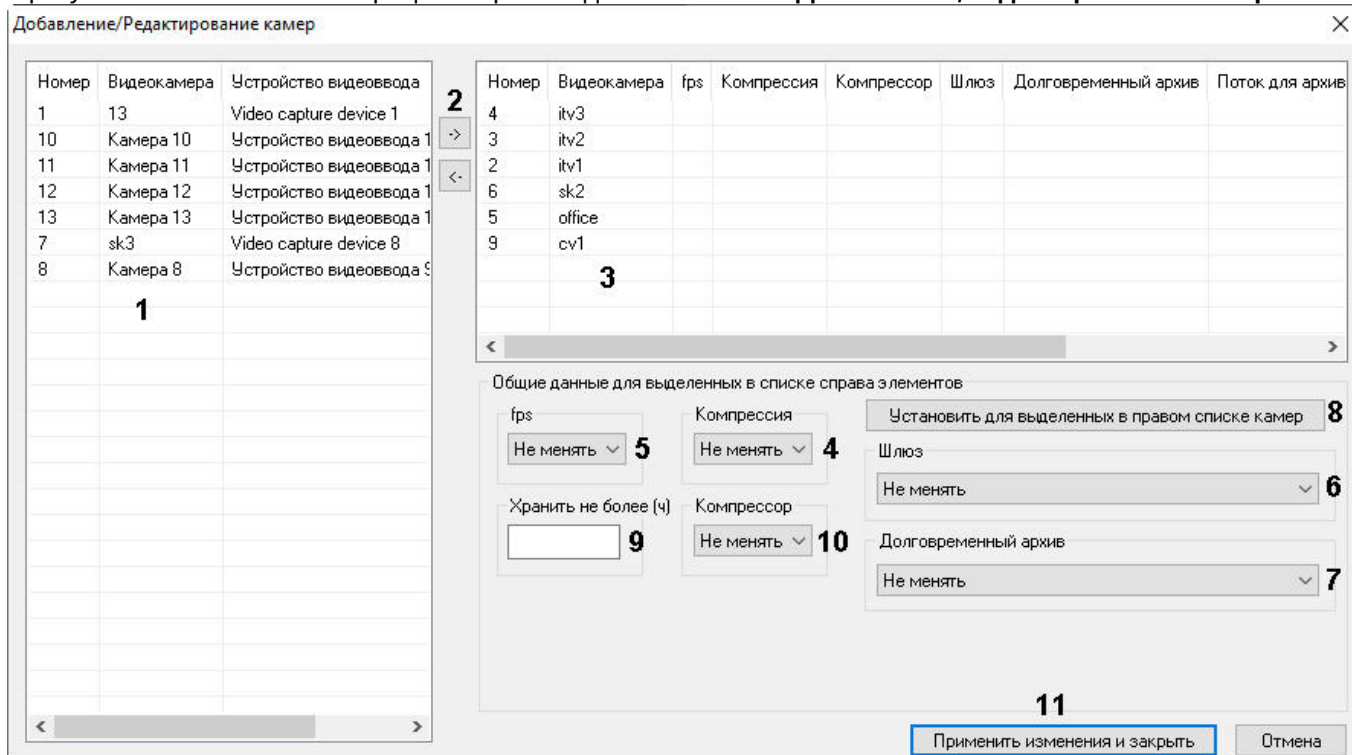 Добавление/Редактирование камер
Номер Видеокамера Устройство видеоввода
1 13 Video capture device 1
10 Камера 10 Устройство видеоввода 1
11 Камера 11 Устройство видеоввода 1
12 Камера 12 Устройство видеоввода 1
13 Камера 13 Устройство видеоввода 1
7 sk3 Video capture device 8
8 Камера 8 Устройство видеоввода 9
1
2
->
<-
Номер Видеокамера fps Компрессия Компрессор Шлюз Долговременный архив Поток для архив
4 itv3
3 itv2
2 itv1
6 sk2
5 office
9 cv1
3
Общие данные для выделенных в списке справа элементов
fps
Не менять 5
Компрессия
Не менять 4
Установить для выделенных в правом списке камер 8
Шлюз
Не менять 6
Хранить не более (ч)
9
Компрессор
Не менять 10
Долговременный архив
Не менять 7
11
Применить изменения и закрыть Отмена